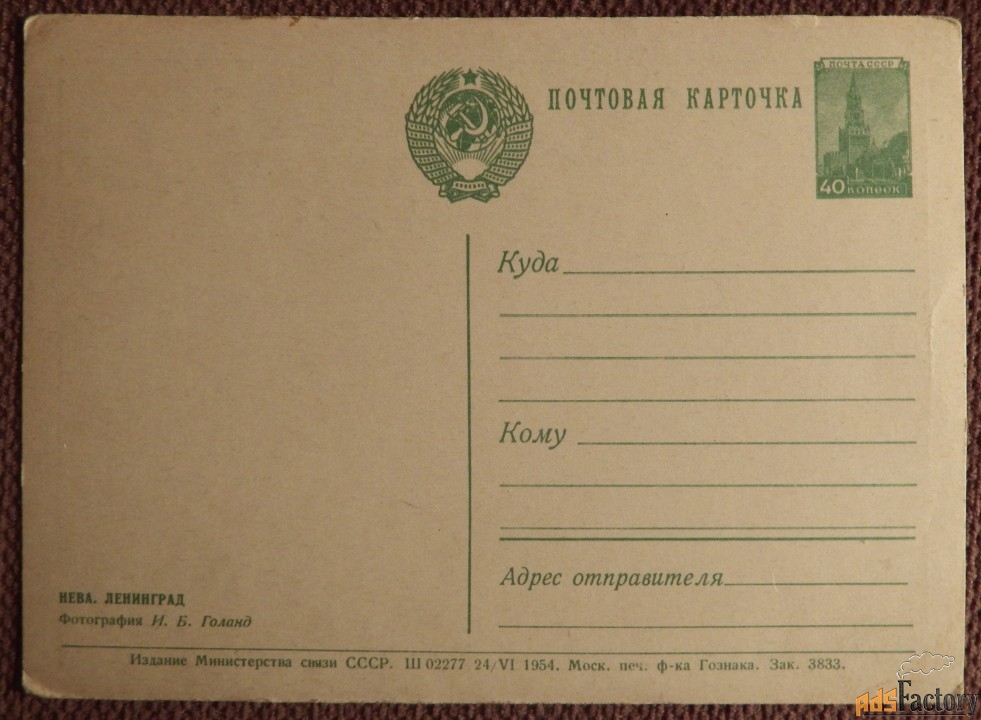 ПОЧТА СССР
ПОЧТОВАЯ КАРТОЧКА
40 КОПЕЕК
Куда
Кому
Адрес отправителя
НЕВА. ЛЕНИНГРАД
Фотография И. Б. Голанд
Издание Министерства связи СССР. Ш 02277 24/VI 1954. Моск. печ. ф-ка Гознака. Зак. 3833.
AdsFactory